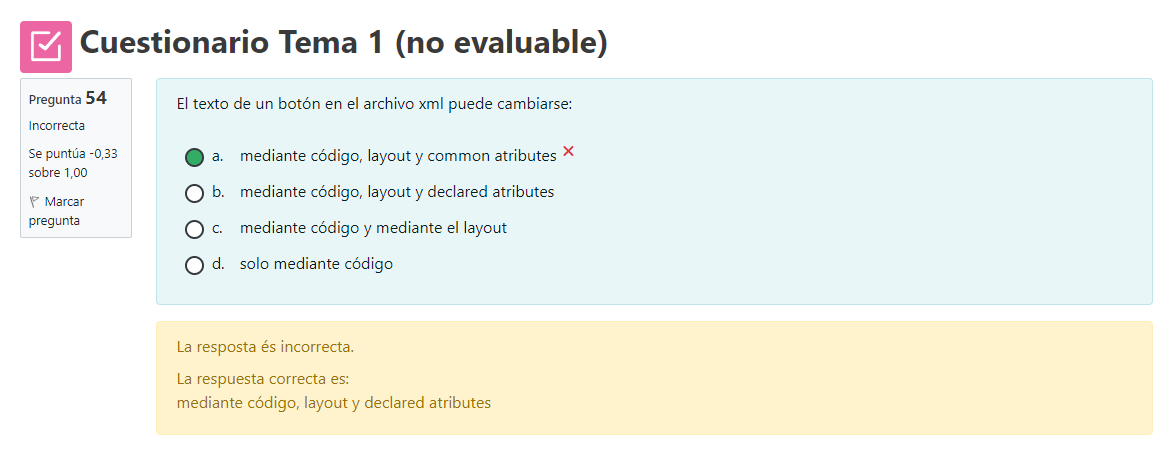 Cuestionario Tema 1 (no evaluable)
Pregunta 54
Incorrecta
Se puntúa -0,33
sobre 1,00
Marcar
pregunta
El texto de un botón en el archivo xml puede cambiarse:
a. mediante código, layout y common atributes
b. mediante código, layout y declared atributes
c. mediante código y mediante el layout
d. solo mediante código
La resposta és incorrecta.
La respuesta correcta es:
mediante código, layout y declared atributes